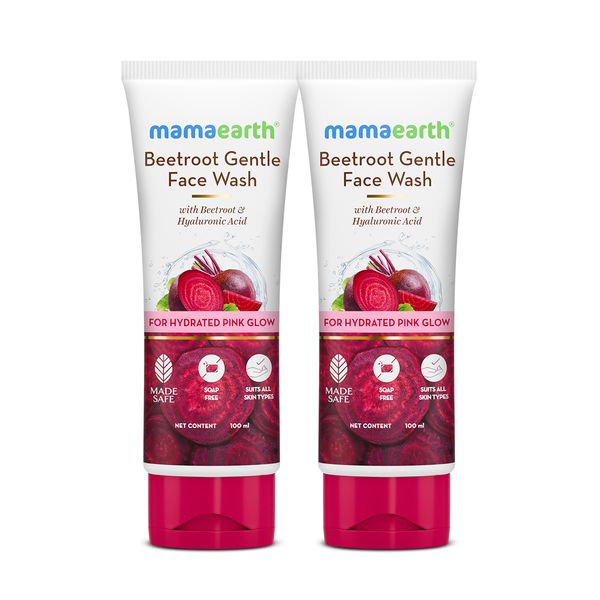 mamaearth®
Beetroot Gentle
Face Wash
with Beetroot &
Hyaluronic Acid
FOR HYDRATED PINK GLOW
MADE
SAFE
SOAP
FREE
SUITS ALL
SKIN TYPES
NET CONTENT 100 ml
mamaearth®
Beetroot Gentle
Face Wash
with Beetroot &
Hyaluronic Acid
FOR HYDRATED PINK GLOW
MADE
SAFE
SOAP
FREE
SUITS ALL
SKIN TYPES
NET CONTENT 100 ml